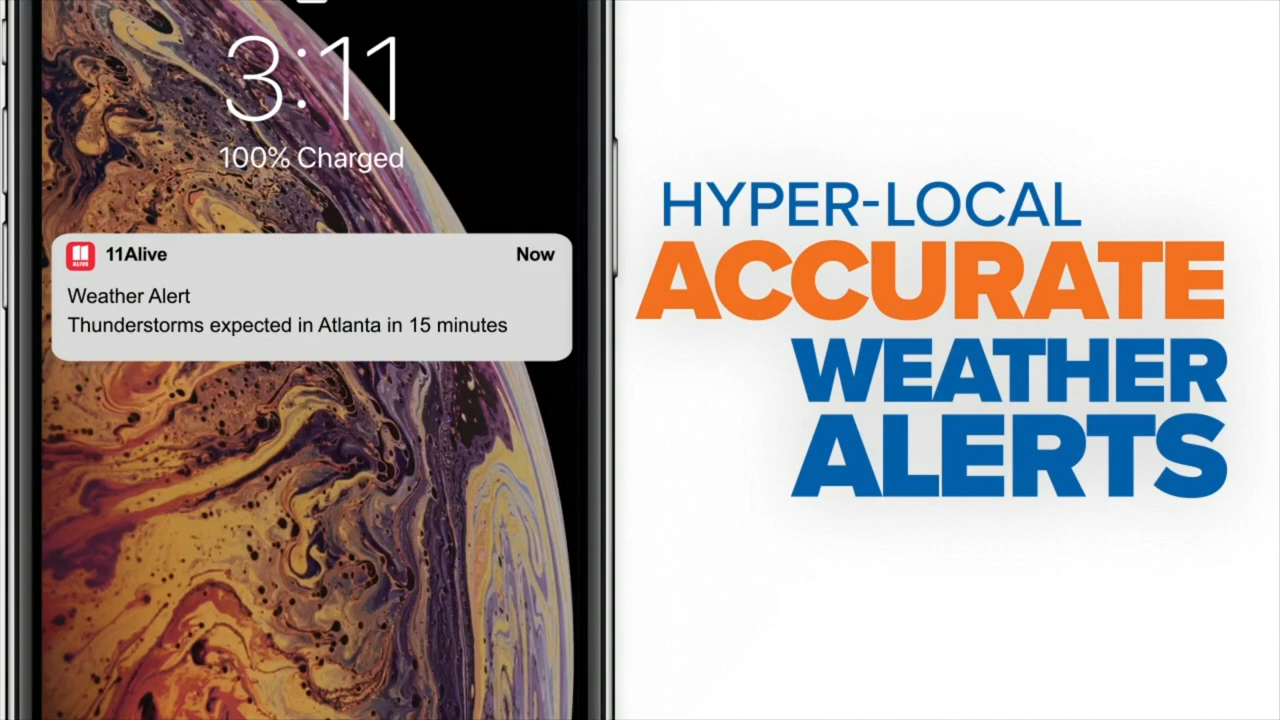 3:11
100% Charged
ALIVE
11Alive
Now
Weather Alert
Thunderstorms expected in Atlanta in 15 minutes
HYPER-LOCAL
ACCURATE
WEATHER
ALERTS